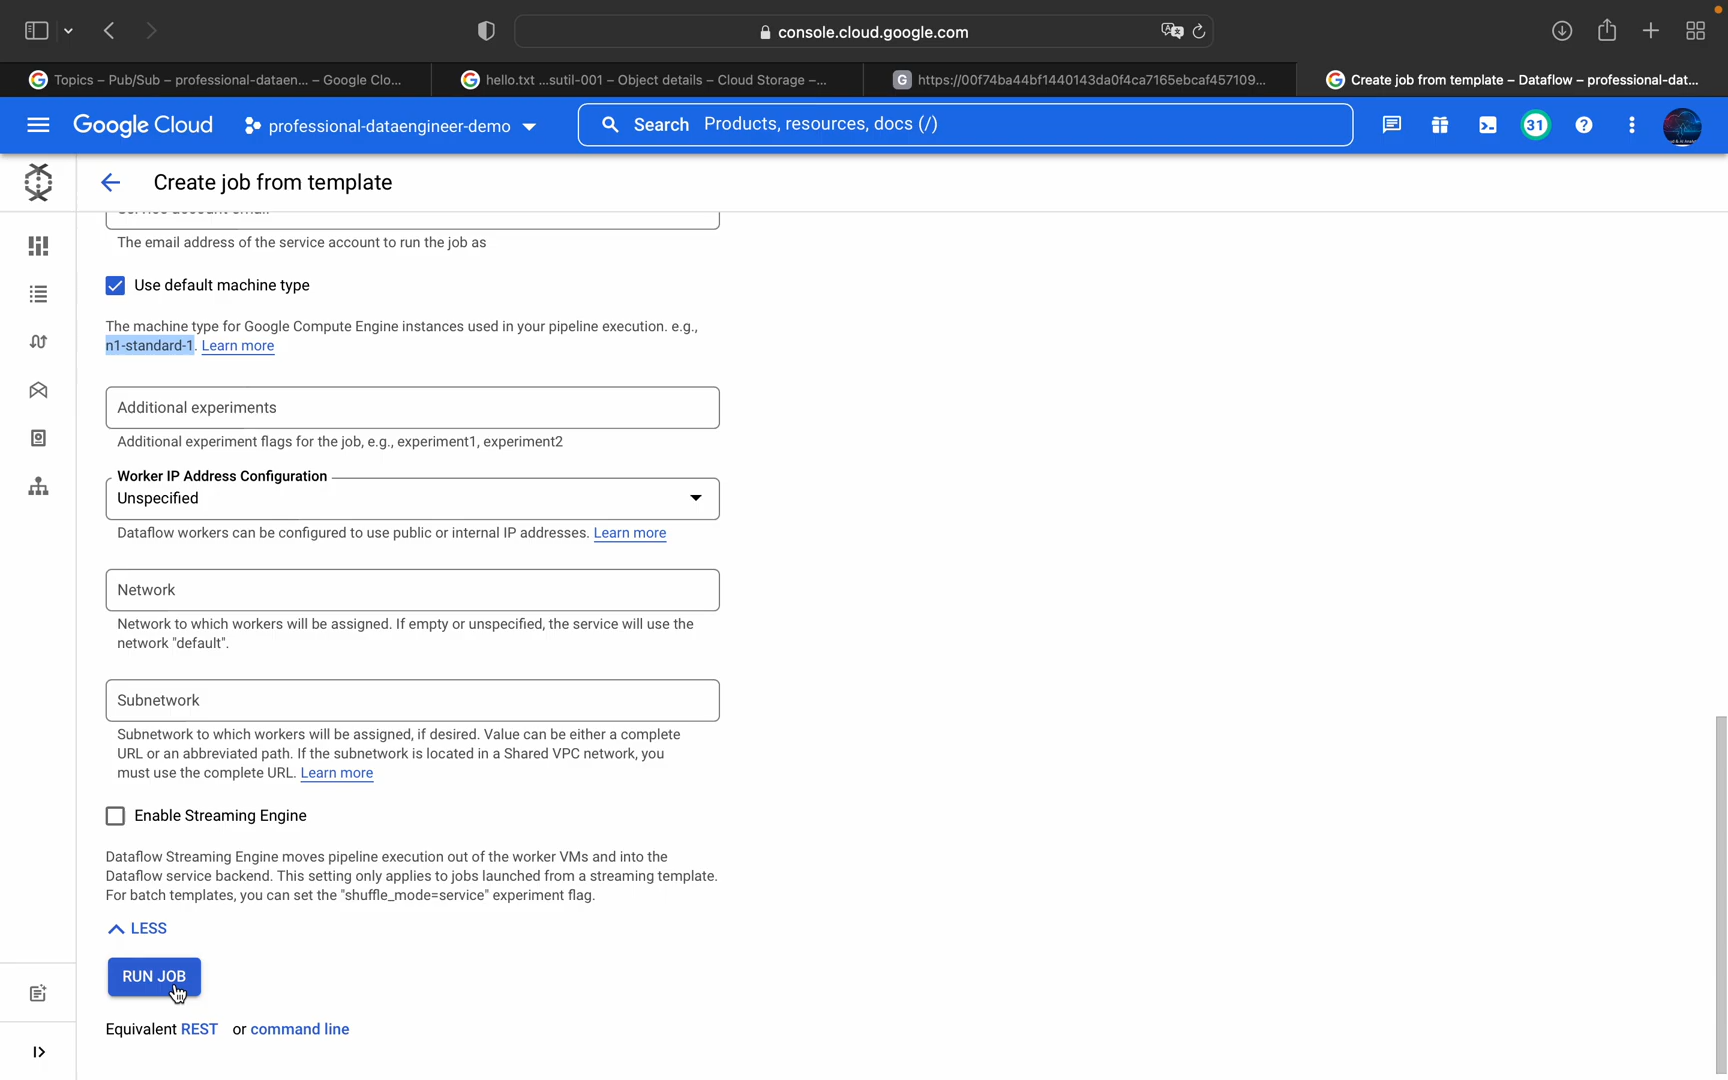 console.cloud.google.com
Topics – Pub/Sub – professional-dataen... – Google Clo...
hello.txt ...sutil-001 – Object details – Cloud Storage –...
G
https://00f74ba44bf1440143da0f4ca7165ebcaf457109...
Create job from template – Dataflow – professional-dat...
Google Cloud
professional-dataengineer-demo
Search Products, resources, docs (/)
31
Create job from template
Service account email
The email address of the service account to run the job as
Use default machine type
The machine type for Google Compute Engine instances used in your pipeline execution. e.g.,
n1-standard-1. Learn more
Additional experiments
Additional experiment flags for the job, e.g., experiment1, experiment2
Worker IP Address Configuration
Unspecified
Dataflow workers can be configured to use public or internal IP addresses. Learn more
Network
Network to which workers will be assigned. If empty or unspecified, the service will use the
network "default".
Subnetwork
Subnetwork to which workers will be assigned, if desired. Value can be either a complete
URL or an abbreviated path. If the subnetwork is located in a Shared VPC network, you
must use the complete URL. Learn more
Enable Streaming Engine
Dataflow Streaming Engine moves pipeline execution out of the worker VMs and into the
Dataflow service backend. This setting only applies to jobs launched from a streaming template.
For batch templates, you can set the "shuffle_mode=service" experiment flag.
LESS
RUN JOB
Equivalent REST or command line